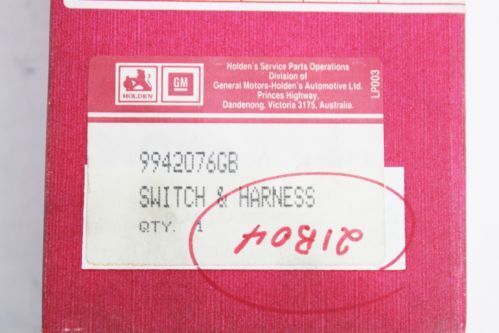 Holden's Service Parts Operations
Division of
General Motors-Holden's Automotive Ltd.
Princes Highway,
Dandenong, Victoria 3175, Australia.
HOLDEN
GM
LP003
9942076GB
SWITCH & HARNESS
QTY. 1
21B04